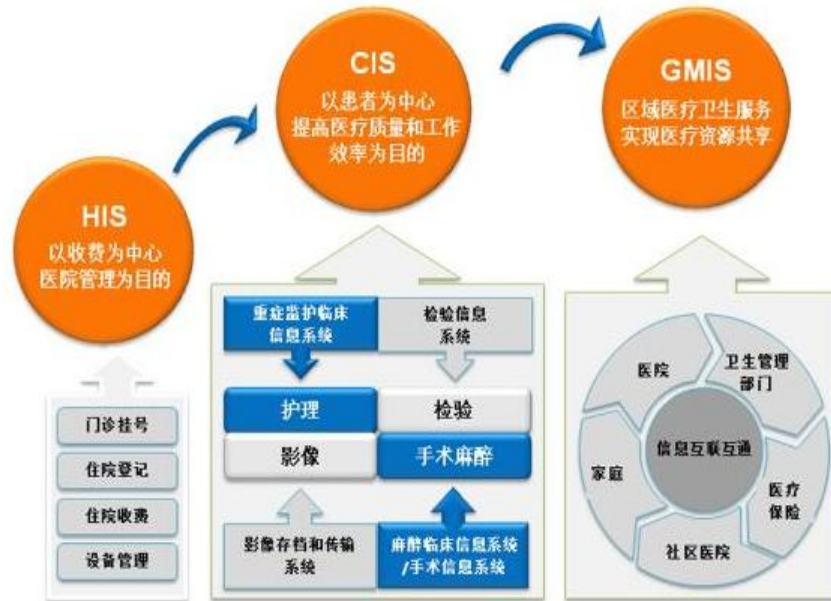 HIS
以收费为中心
医院管理为目的
门诊挂号
住院登记
住院收费
设备管理
CIS
以患者为中心
提高医疗质量和工作
效率为目的
重症监护临床
信息系统
检验信息
系统
护理
检验
影像
手术麻醉
影像存档和传输
系统
麻醉临床信息系统
/手术信息系统
GMIS
区域医疗卫生服务
实现医疗资源共享
医院
卫生管理
部门
医疗
保险
社区医院
家庭
信息互联互通